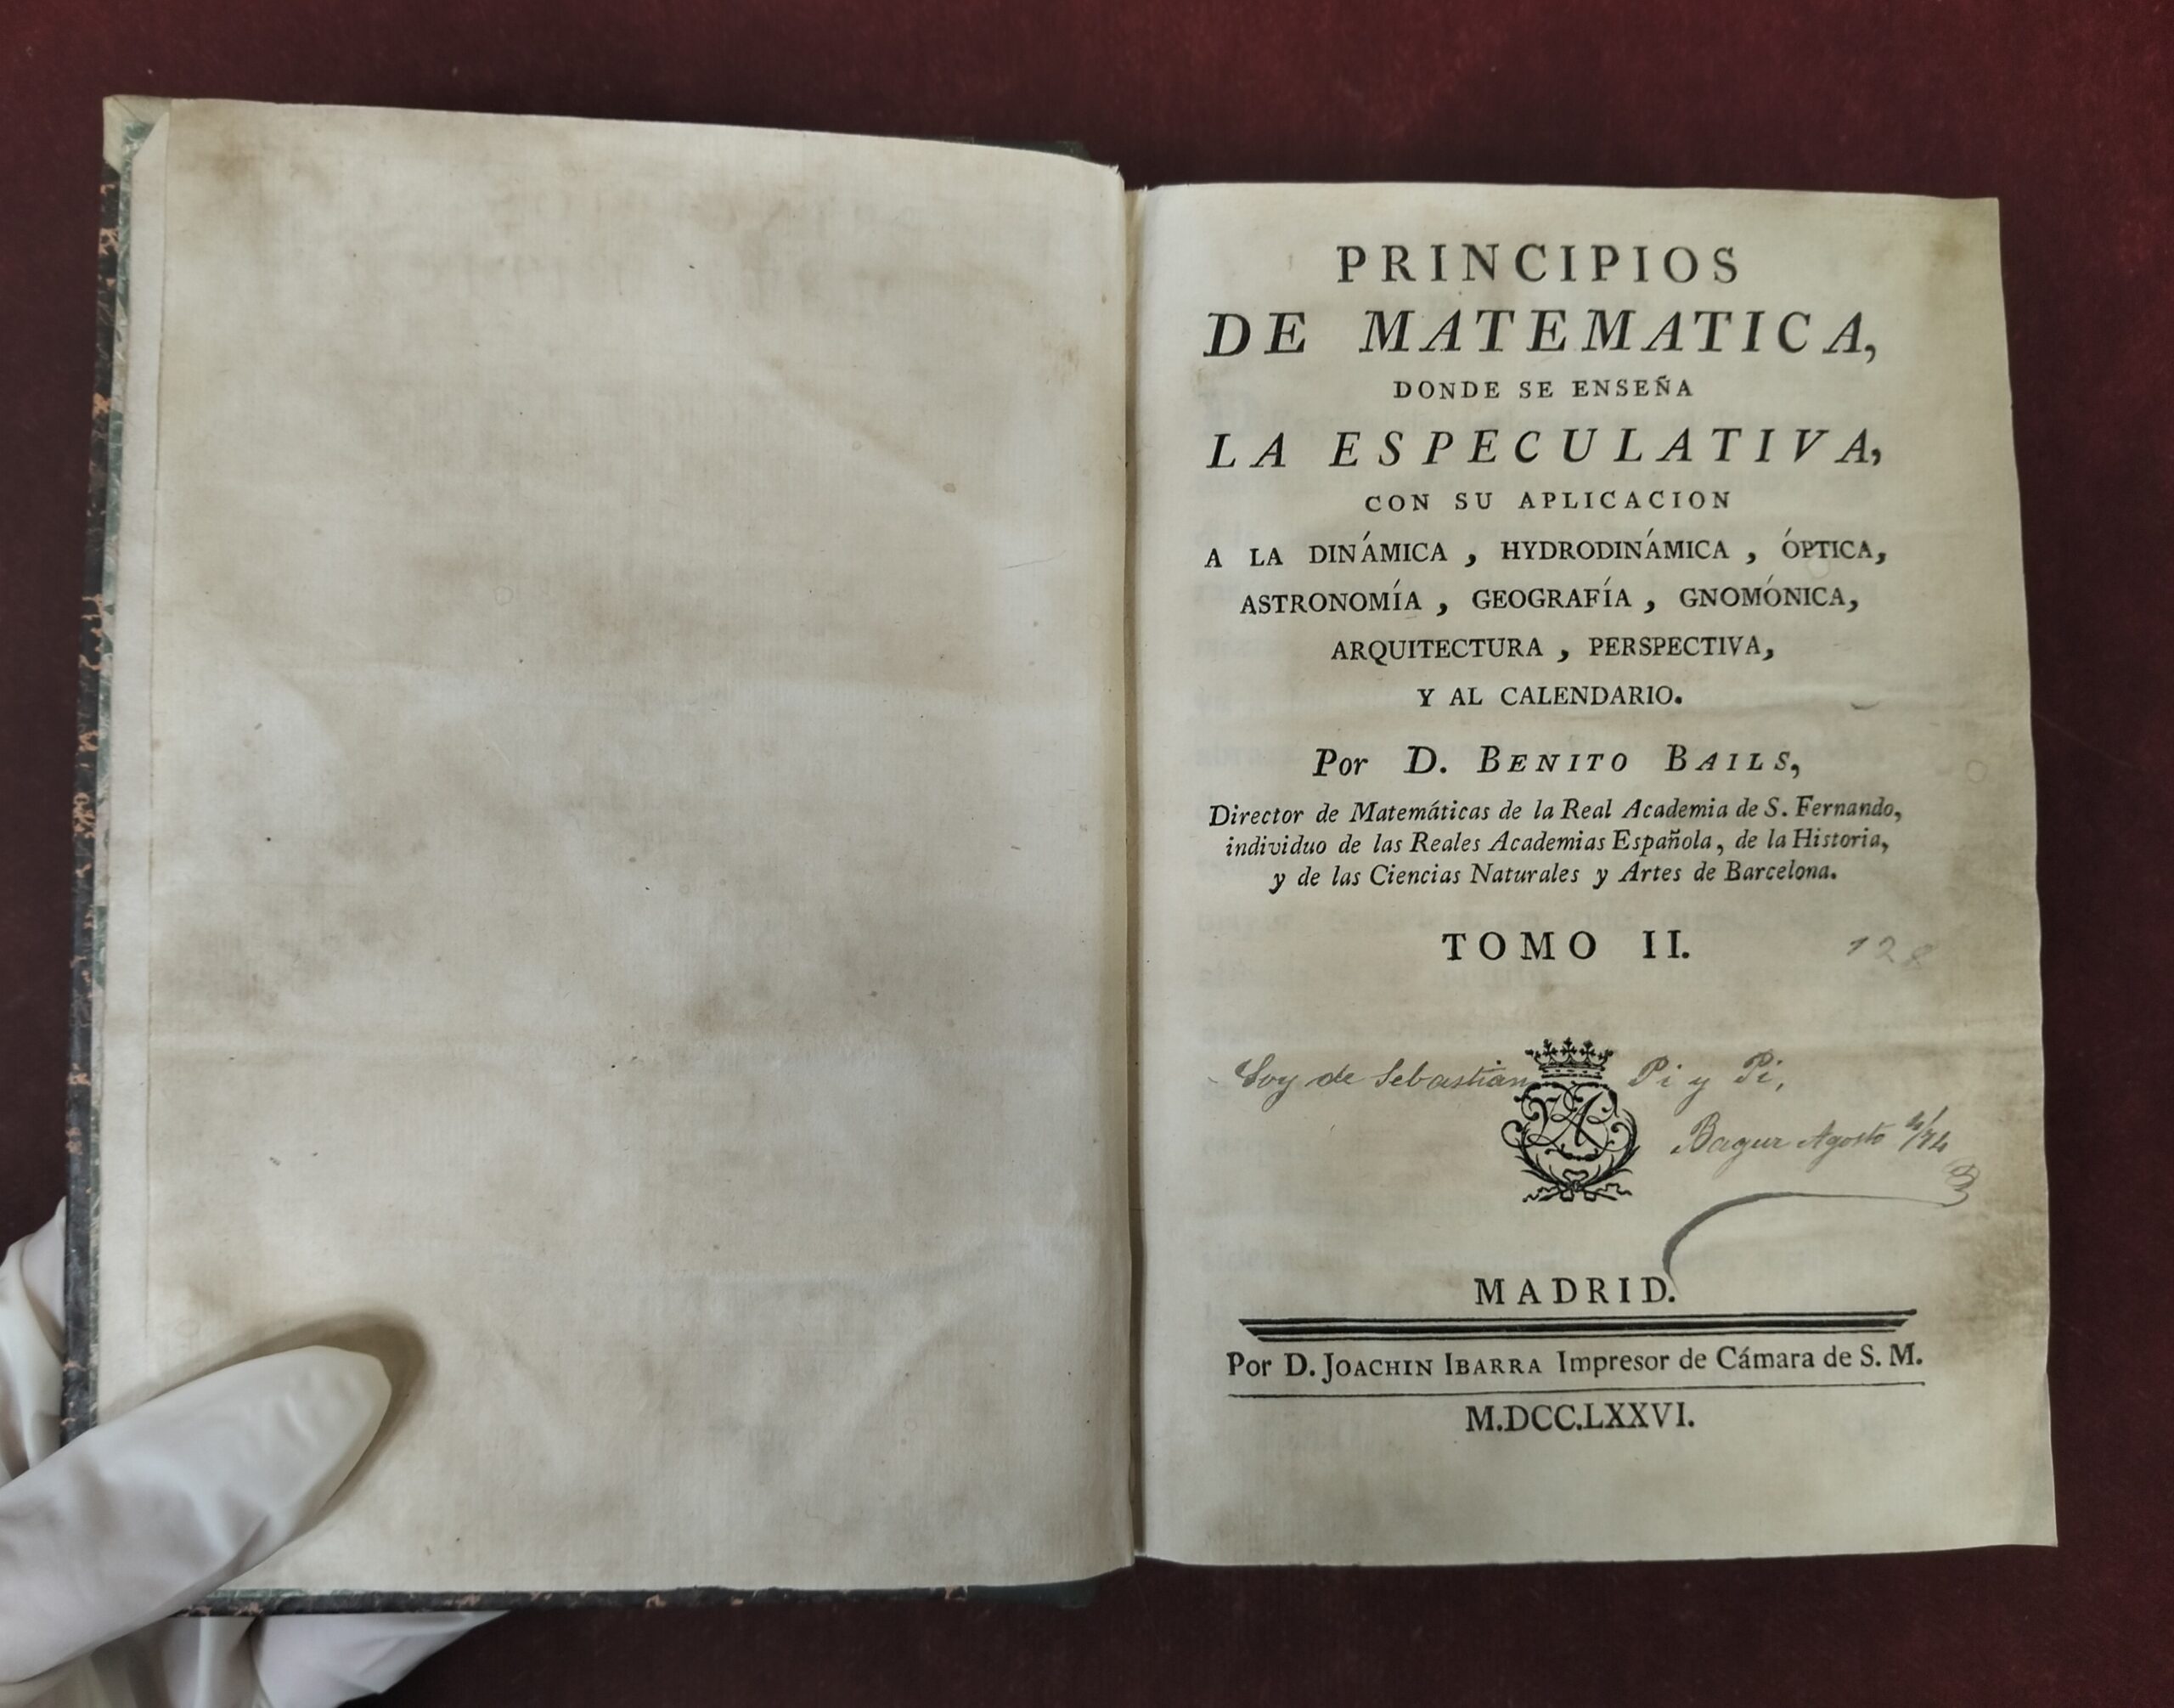 PRINCIPIOS
DE MATEMATICA,
DONDE SE ENSEÑA
LA ESPECULATIVA,
CON SU APLICACION
A LA DINÁMICA , HYDRODINÁMICA , ÓPTICA,
ASTRONOMÍA , GEOGRAFÍA , GNOMÓNICA,
ARQUITECTURA , PERSPECTIVA,
Y AL CALENDARIO.
Por D. BENITO BAILS,
Director de Matemáticas de la Real Academia de S. Fernando,
individuo de las Reales Academias Española, de la Historia,
y de las Ciencias Naturales y Artes de Barcelona.
TOMO II.
128
Soy de Sebastian Pi y Pi,
Bagur Agosto
MADRID.
Por D. JOACHIN IBARRA Impresor de Cámara de S. M.
M.DCC.LXXVI.